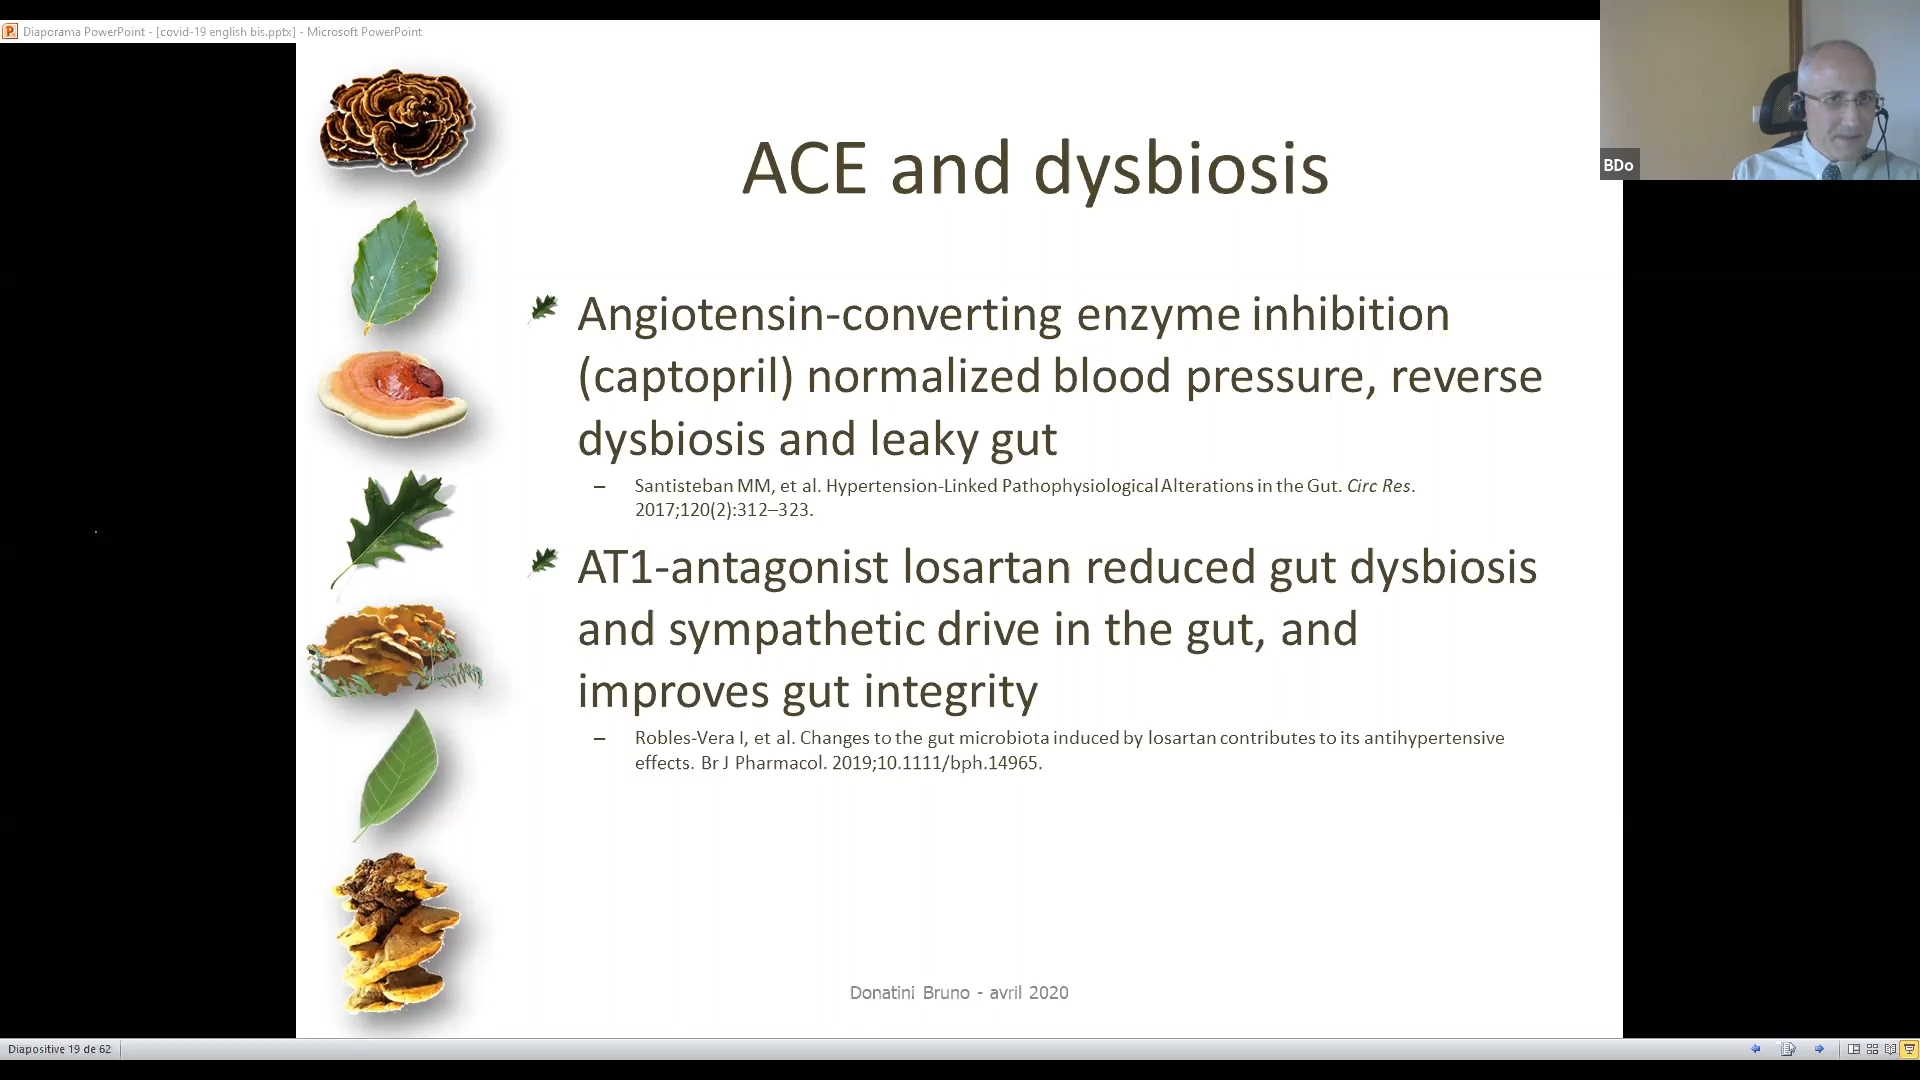 Diaporama PowerPoint - [covid-19 english bis.pptx] - Microsoft PowerPoint
BDo
ACE and dysbiosis
Angiotensin-converting enzyme inhibition
(captopril) normalized blood pressure, reverse
dysbiosis and leaky gut
– Santisteban MM, et al. Hypertension-Linked Pathophysiological Alterations in the Gut. Circ Res.
2017;120(2):312–323.
AT1-antagonist losartan reduced gut dysbiosis
and sympathetic drive in the gut, and
improves gut integrity
– Robles-Vera I, et al. Changes to the gut microbiota induced by losartan contributes to its antihypertensive
effects. Br J Pharmacol. 2019;10.1111/bph.14965.
Donatini Bruno - avril 2020
Diapositive 19 de 62